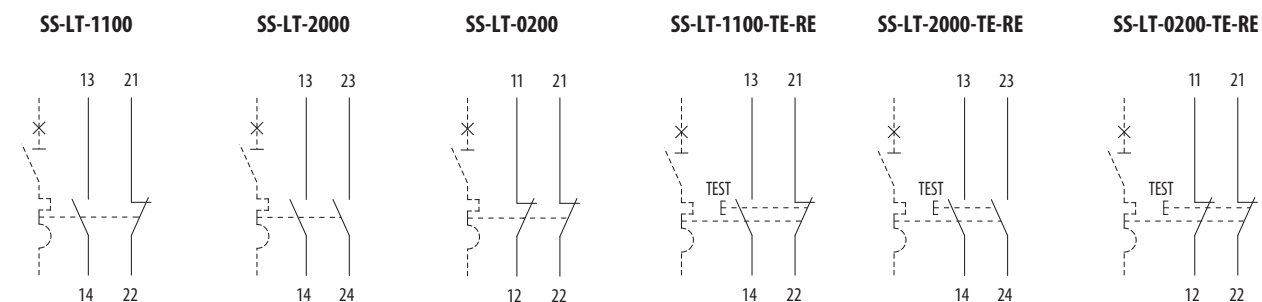 SS-LT-1100 SS-LT-2000 SS-LT-0200 SS-LT-1100-TE-RE SS-LT-2000-TE-RE SS-LT-0200-TE-RE
13 21 13 23 11 21 13 21 13 23 11 21
TEST TEST TEST
14 22 14 24 12 22 14 22 14 24 12 22